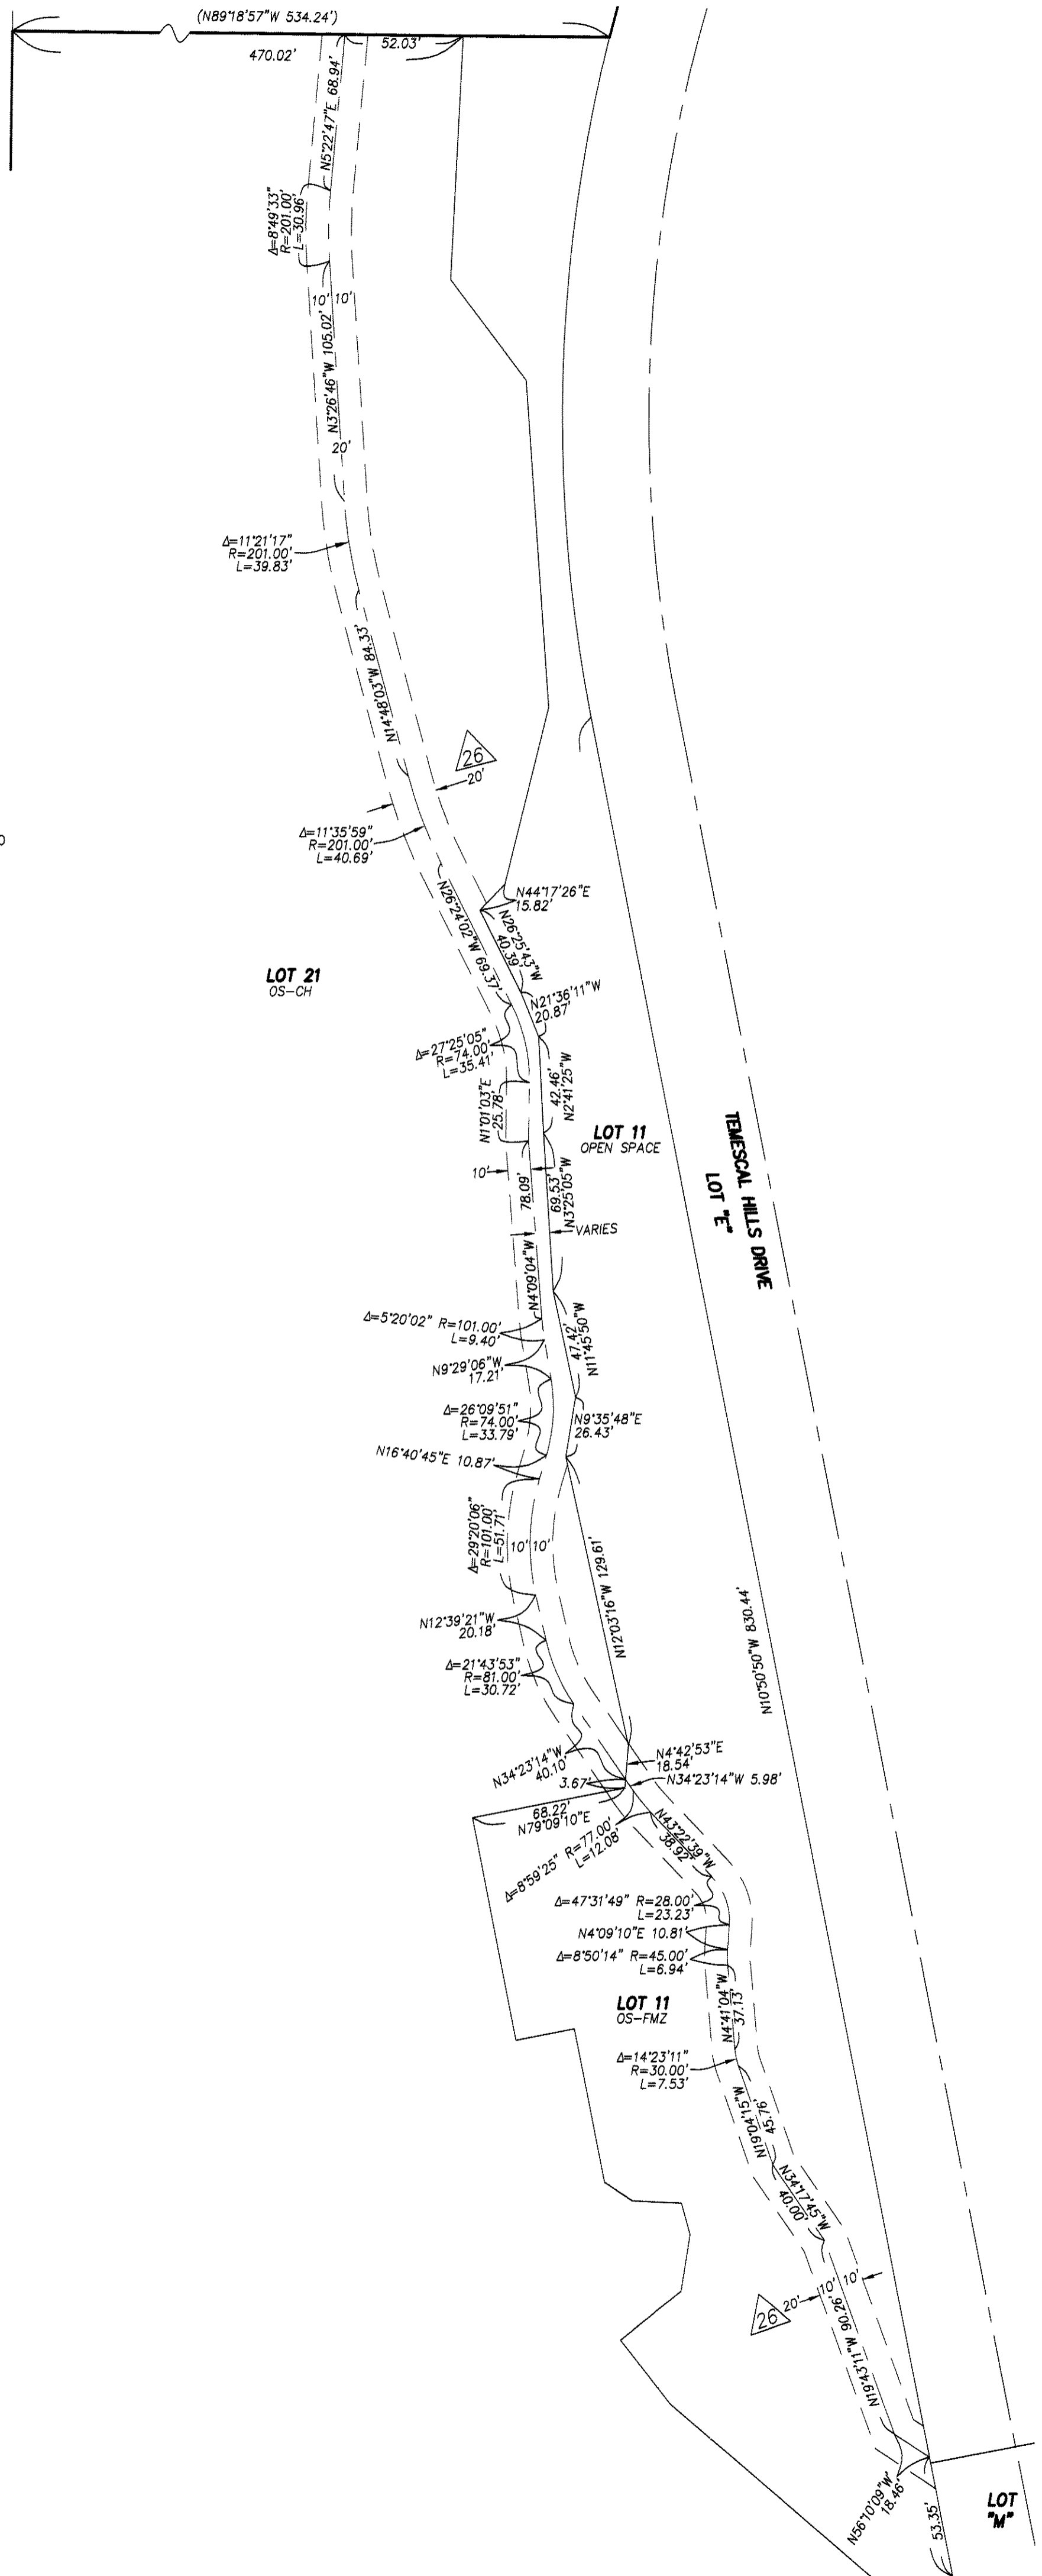 (N89°18'57"W 534.24')
470.02'
52.03'
N5°22'47"E 68.94'
Δ=8°49'33"
R=201.00'
L=30.96'
10' 10'
N3°26'46"W 105.02'
20'
Δ=11°21'17"
R=201.00'
L=39.83'
N14°48'03"W 84.33'
26
20'
Δ=11°35'59"
R=201.00'
L=40.69'
N44°17'26"E
15.82'
N26°24'02"W 69.37'
N26°25'43"W
40.39'
LOT 21
OS-CH
N21°36'11"W
20.87'
Δ=27°25'05"
R=74.00'
L=35.41'
N1°01'03"E
25.78'
42.46'
N2°41'25"W
LOT 11
OPEN SPACE
TEMESCAL HILLS DRIVE
LOT "E"
10'
78.09'
N4°09'04"W
69.53'
N3°25'05"W
VARIES
Δ=5°20'02" R=101.00'
L=9.40'
47.42'
N11°45'50"W
N9°29'06"W
17.21'
Δ=26°09'51"
R=74.00'
L=33.79'
N9°35'48"E
26.43'
N16°40'45"E 10.87'
Δ=29°20'06"
R=101.00'
L=51.71'
10' 10'
N12°03'16"W 129.61'
N10°50'50"W 830.44'
N12°39'21"W
20.18'
Δ=21°43'53"
R=81.00'
L=30.72'
N34°23'14"W
40.10'
N4°42'53"E
18.54'
3.67'
N34°23'14"W 5.98'
68.22'
N79°09'10"E
Δ=8°59'25" R=77.00'
L=12.08'
N43°22'39"W
38.92'
Δ=47°31'49" R=28.00'
L=23.23'
N4°09'10"E 10.81'
Δ=8°50'14" R=45.00'
L=6.94'
LOT 11
OS-FMZ
N4°41'04"W
37.13'
Δ=14°23'11"
R=30.00'
L=7.53'
N19°04'15"W
45.76'
N34°17'45"W
40.00'
26
20'
10' 10'
N19°43'11"W 90.26'
N56°10'09"W
18.46'
53.35'
LOT
"M"